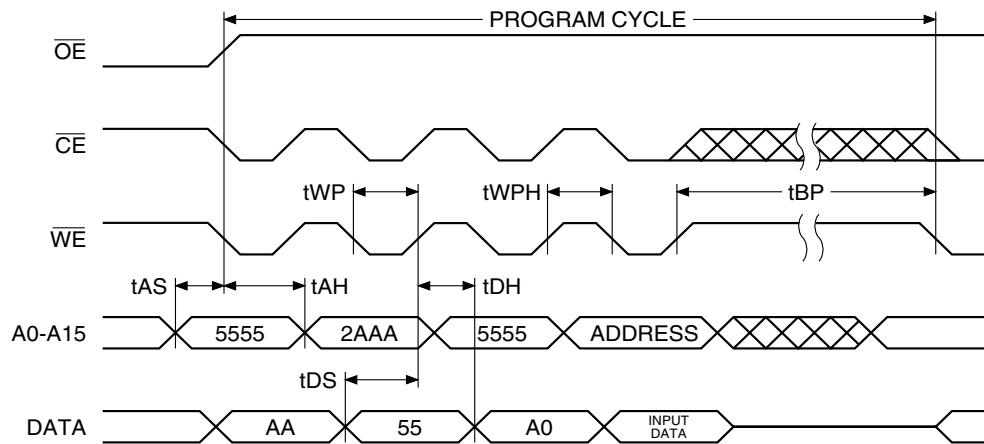 PROGRAM CYCLE
OE
CE
tWP tWPH tBP
WE
tAS tAH tDH
A0-A15 5555 2AAA 5555 ADDRESS
tDS
DATA AA 55 A0 INPUT
DATA